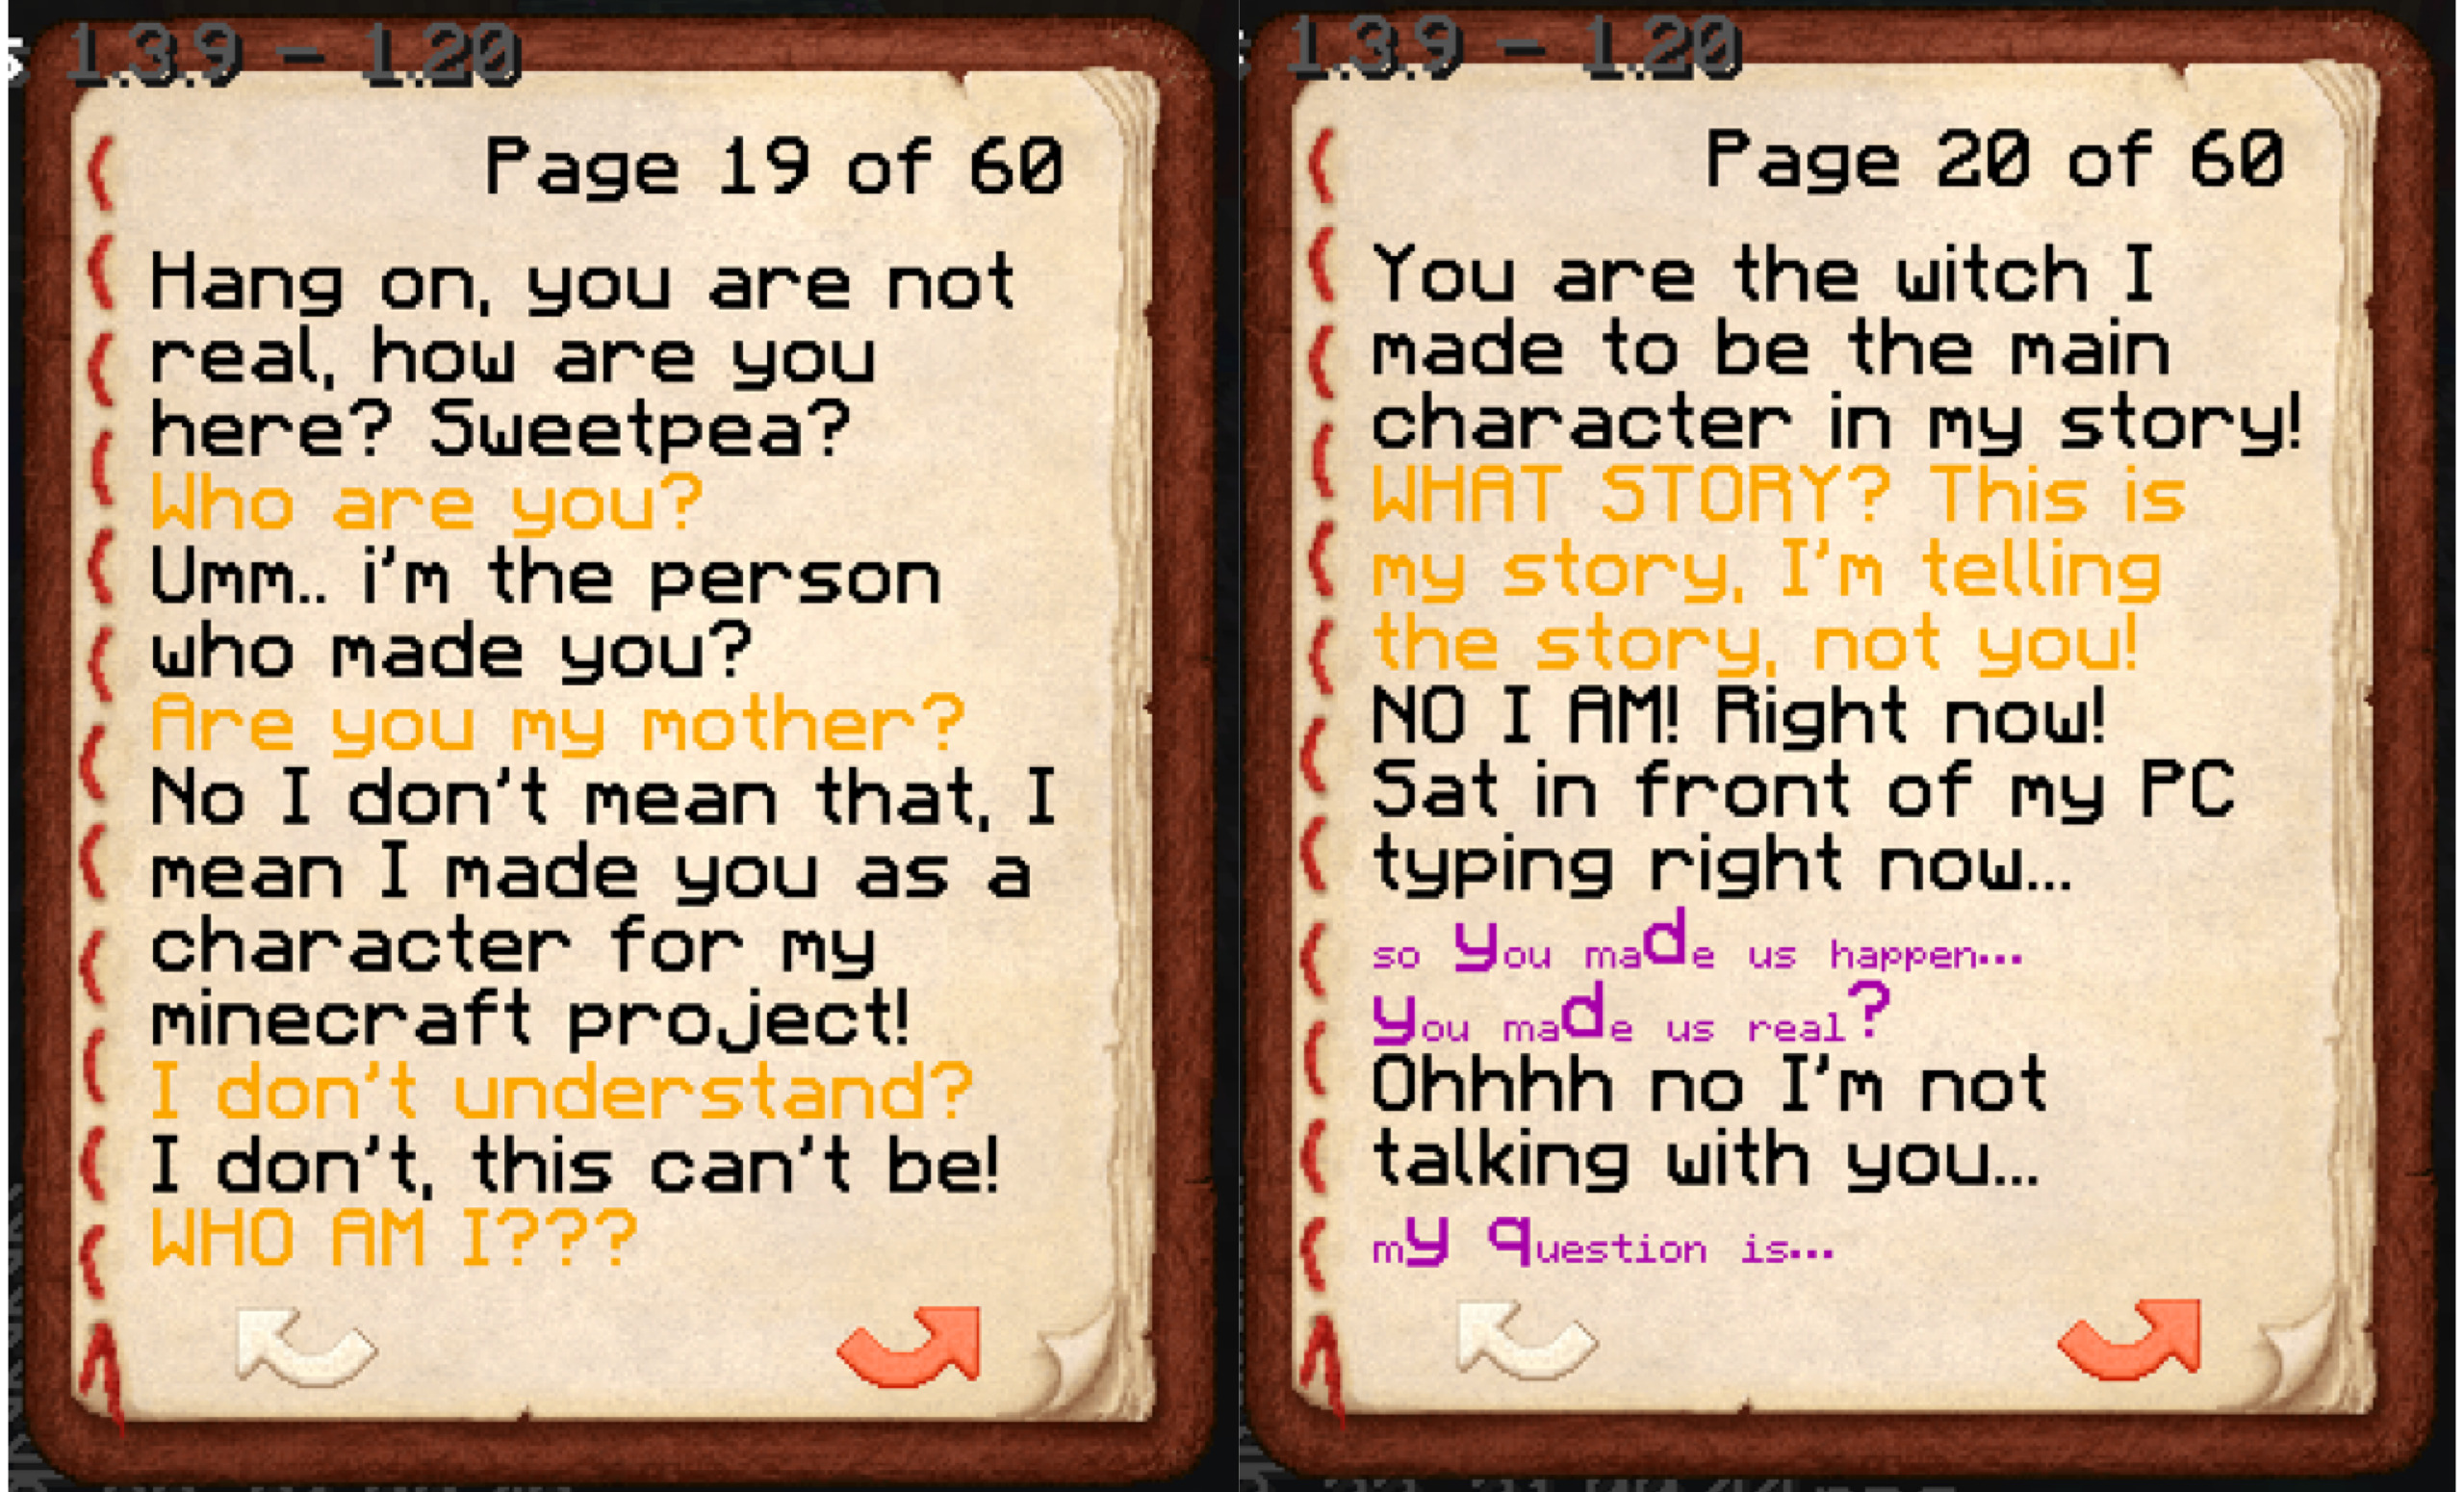 1.3.9 - 1.20
Page 19 of 60
Hang on, you are not
real, how are you
here? Sweetpea?
Who are you?
Umm.. i'm the person
who made you?
Are you my mother?
No I don't mean that, I
mean I made you as a
character for my
minecraft project!
I don't understand?
I don't, this can't be!
WHO AM I???
1.3.9 - 1.20
Page 20 of 60
You are the witch I
made to be the main
character in my story!
WHAT STORY? This is
my story, I'm telling
the story, not you!
NO I AM! Right now!
Sat in front of my PC
typing right now...
so you made us happen...
you made us real?
Ohhhh no I'm not
talking with you...
my question is...